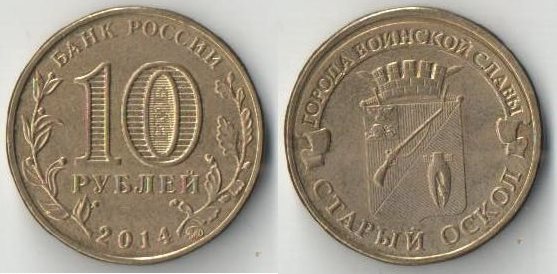 БАНК РОССИИ
10
РУБЛЕЙ
2014
ГОРОДА ВОИНСКОЙ СЛАВЫ
СТАРЫЙ ОСКОЛ